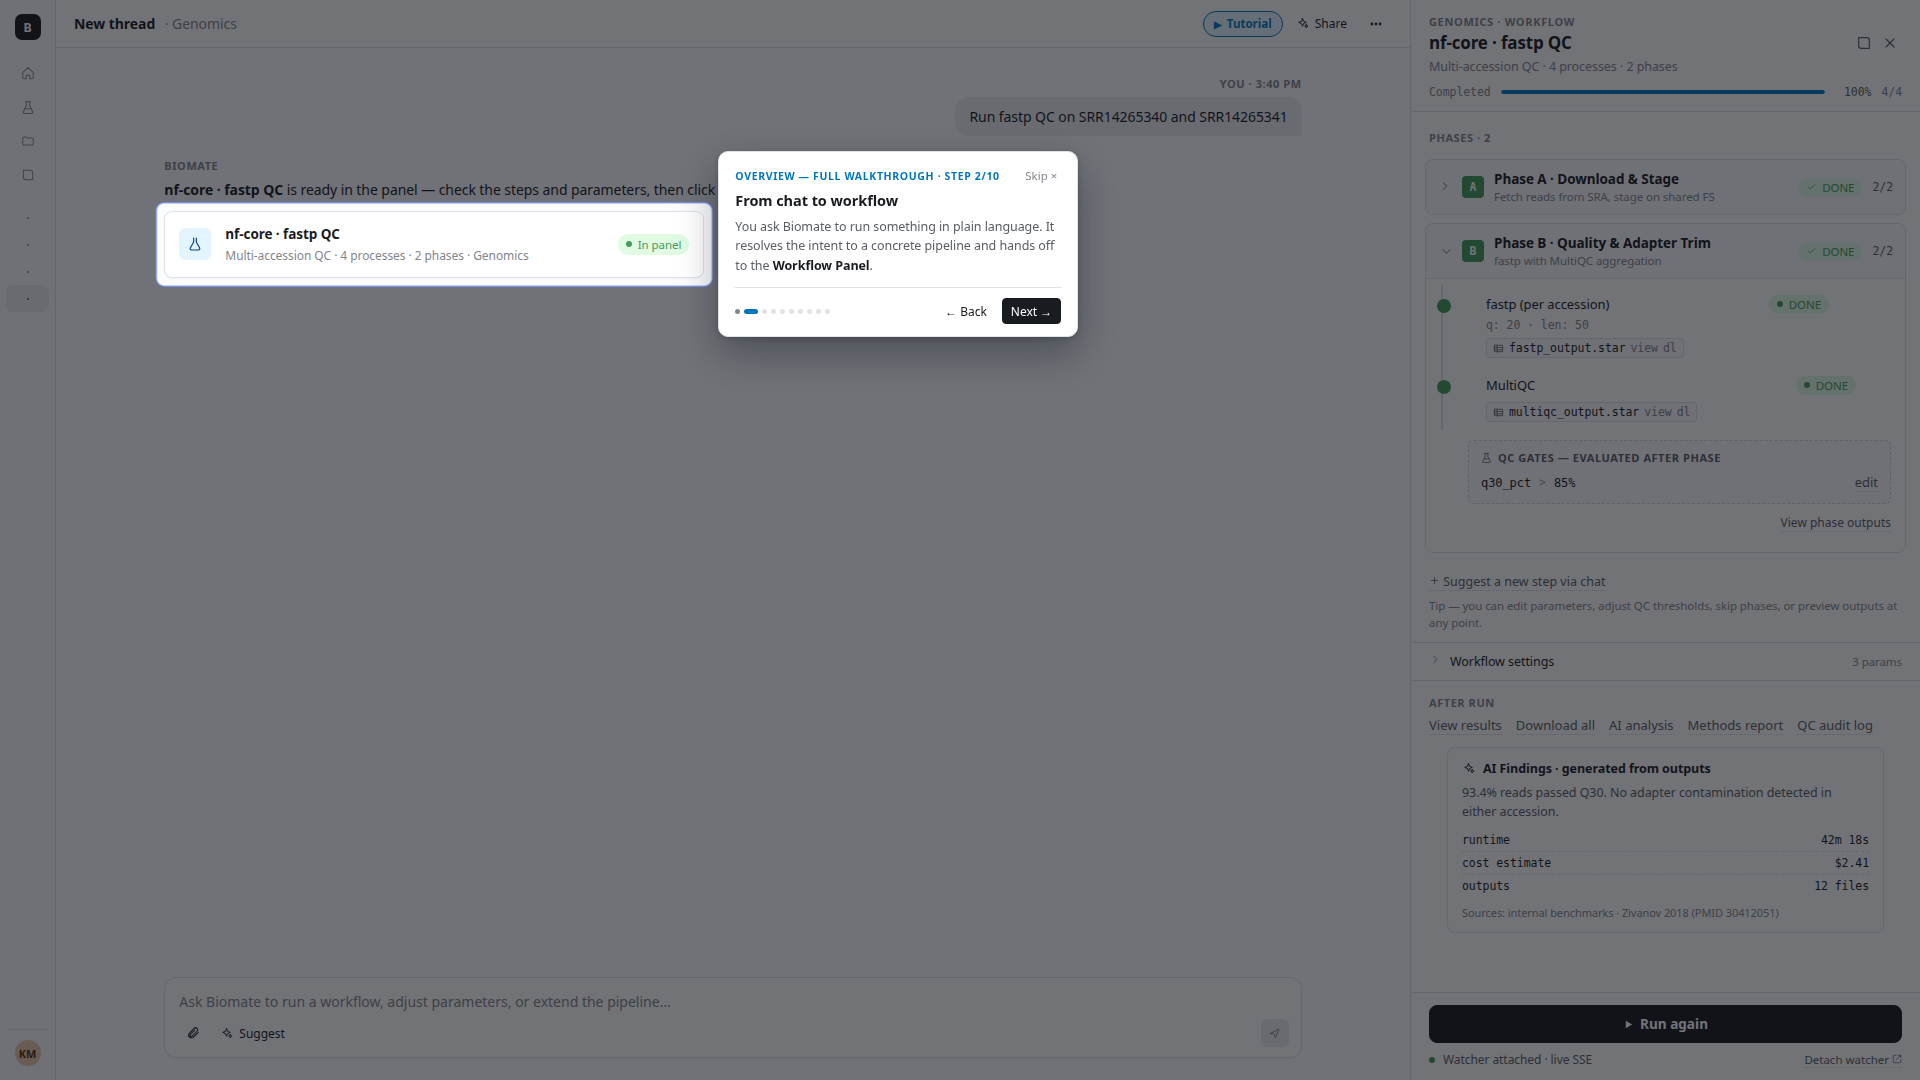 B
New thread · Genomics
▶ Tutorial
Share
YOU · 3:40 PM
Run fastp QC on SRR14265340 and SRR14265341
BIOMATE
nf-core · fastp QC is ready in the panel — check the steps and parameters, then click
nf-core · fastp QC
Multi-accession QC · 4 processes · 2 phases · Genomics
In panel
OVERVIEW — FULL WALKTHROUGH · STEP 2/10
Skip ×
From chat to workflow
You ask Biomate to run something in plain language. It
resolves the intent to a concrete pipeline and hands off
to the Workflow Panel.
← Back
Next →
Ask Biomate to run a workflow, adjust parameters, or extend the pipeline...
Suggest
KM
GENOMICS · WORKFLOW
nf-core · fastp QC
Multi-accession QC · 4 processes · 2 phases
Completed 100% 4/4
PHASES · 2
A Phase A · Download & Stage DONE 2/2
Fetch reads from SRA, stage on shared FS
B Phase B · Quality & Adapter Trim DONE 2/2
fastp with MultiQC aggregation
fastp (per accession) DONE
q: 20 · len: 50
fastp_output.star view dl
MultiQC DONE
multiqc_output.star view dl
QC GATES — EVALUATED AFTER PHASE
q30_pct > 85% edit
View phase outputs
+ Suggest a new step via chat
Tip — you can edit parameters, adjust QC thresholds, skip phases, or preview outputs at
any point.
Workflow settings 3 params
AFTER RUN
View results Download all AI analysis Methods report QC audit log
AI Findings · generated from outputs
93.4% reads passed Q30. No adapter contamination detected in
either accession.
runtime 42m 18s
cost estimate $2.41
outputs 12 files
Sources: internal benchmarks · Zivanov 2018 (PMID 30412051)
Run again
Watcher attached · live SSE
Detach watcher